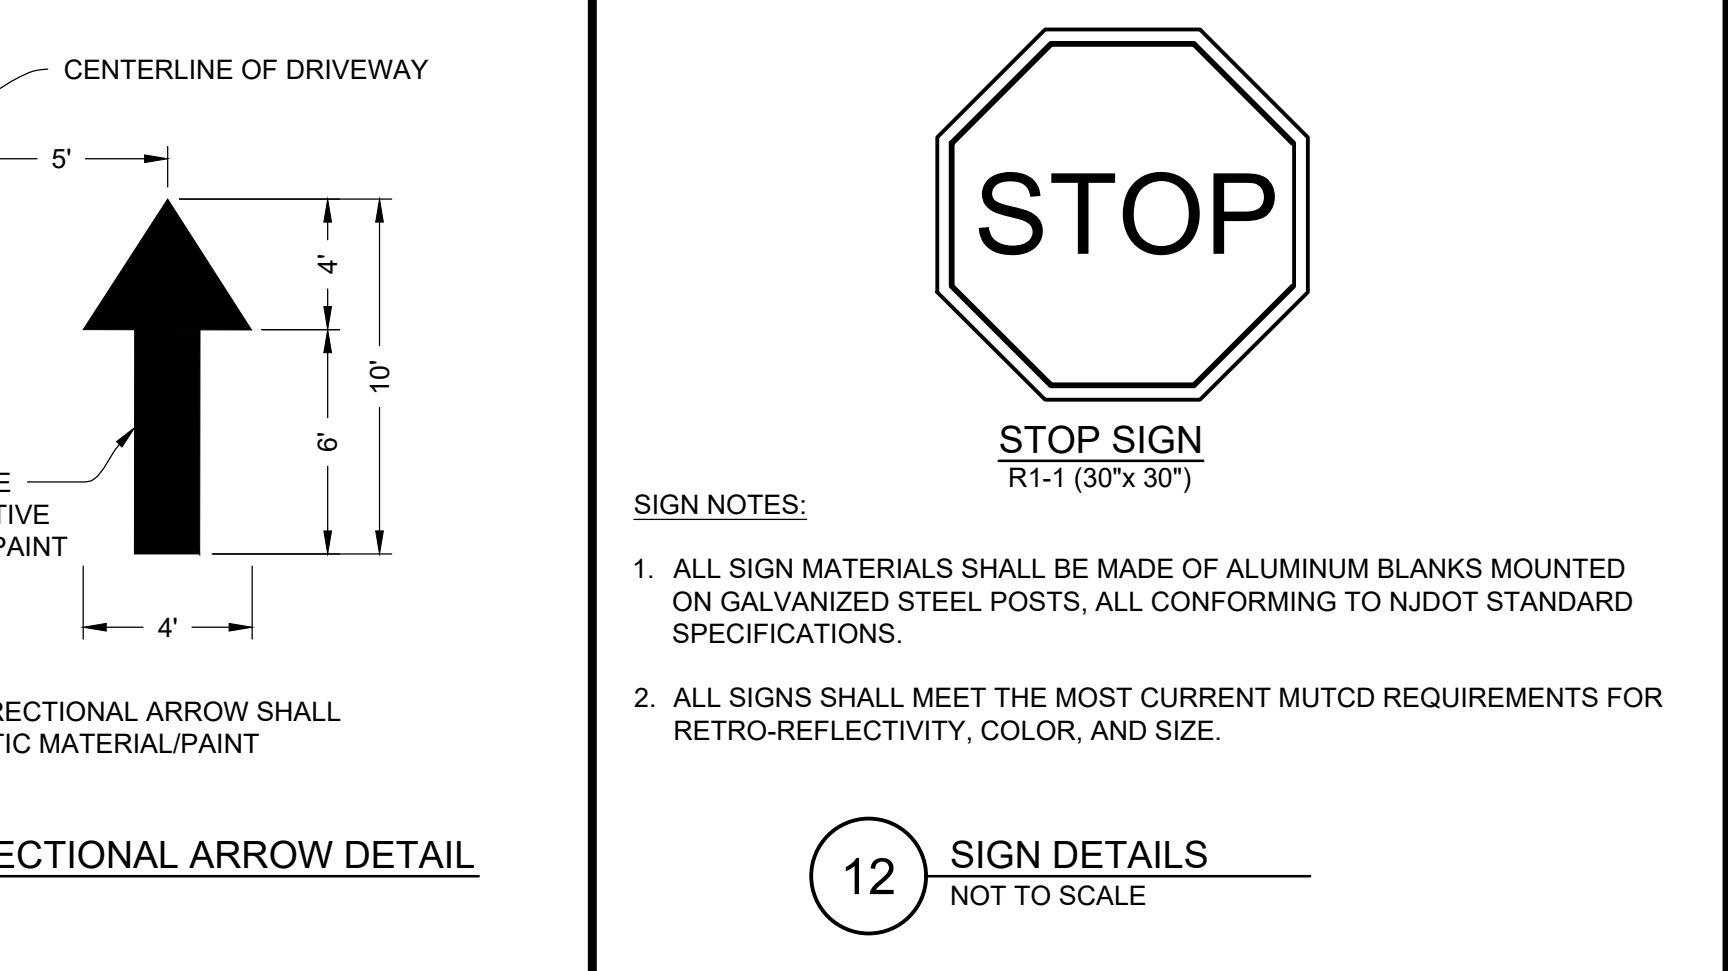 CENTERLINE OF DRIVEWAY
5'
4'
10'
6'
E
TIVE
PAINT
4'
RECTIONAL ARROW SHALL
TIC MATERIAL/PAINT
ECTIONAL ARROW DETAIL
STOP
STOP SIGN
R1-1 (30"x 30")
SIGN NOTES:
1. ALL SIGN MATERIALS SHALL BE MADE OF ALUMINUM BLANKS MOUNTED
ON GALVANIZED STEEL POSTS, ALL CONFORMING TO NJDOT STANDARD
SPECIFICATIONS.
2. ALL SIGNS SHALL MEET THE MOST CURRENT MUTCD REQUIREMENTS FOR
RETRO-REFLECTIVITY, COLOR, AND SIZE.
12
SIGN DETAILS
NOT TO SCALE